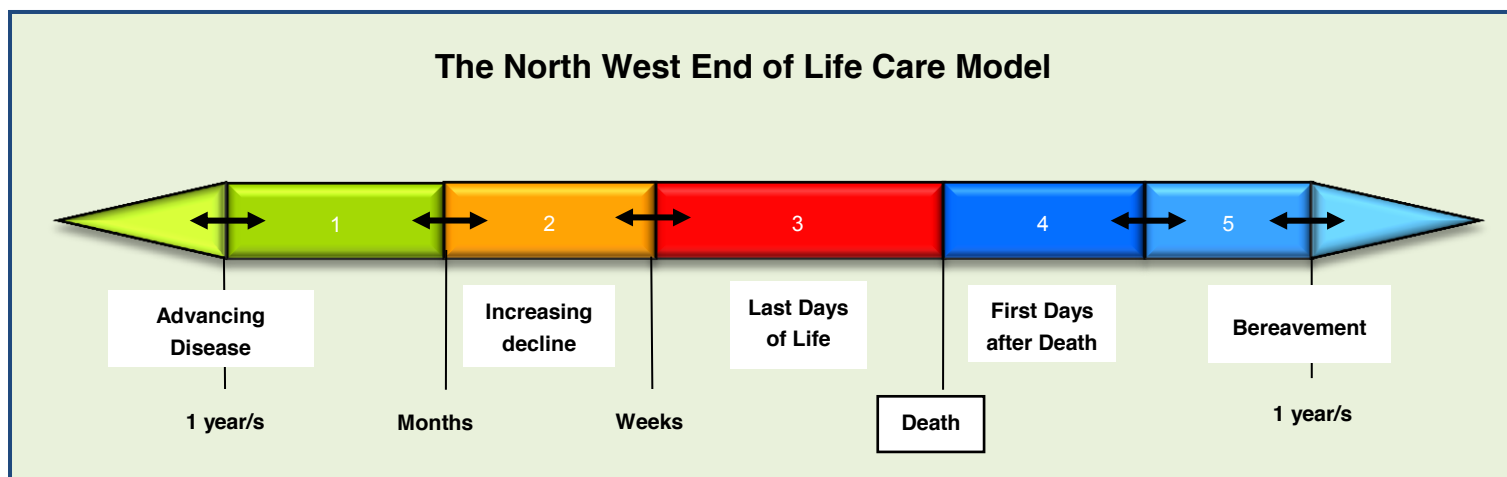 The North West End of Life Care Model
1
2
3
4
5
Advancing
Disease
Increasing
decline
Last Days
of Life
First Days
after Death
Bereavement
1 year/s
Months
Weeks
Death
1 year/s